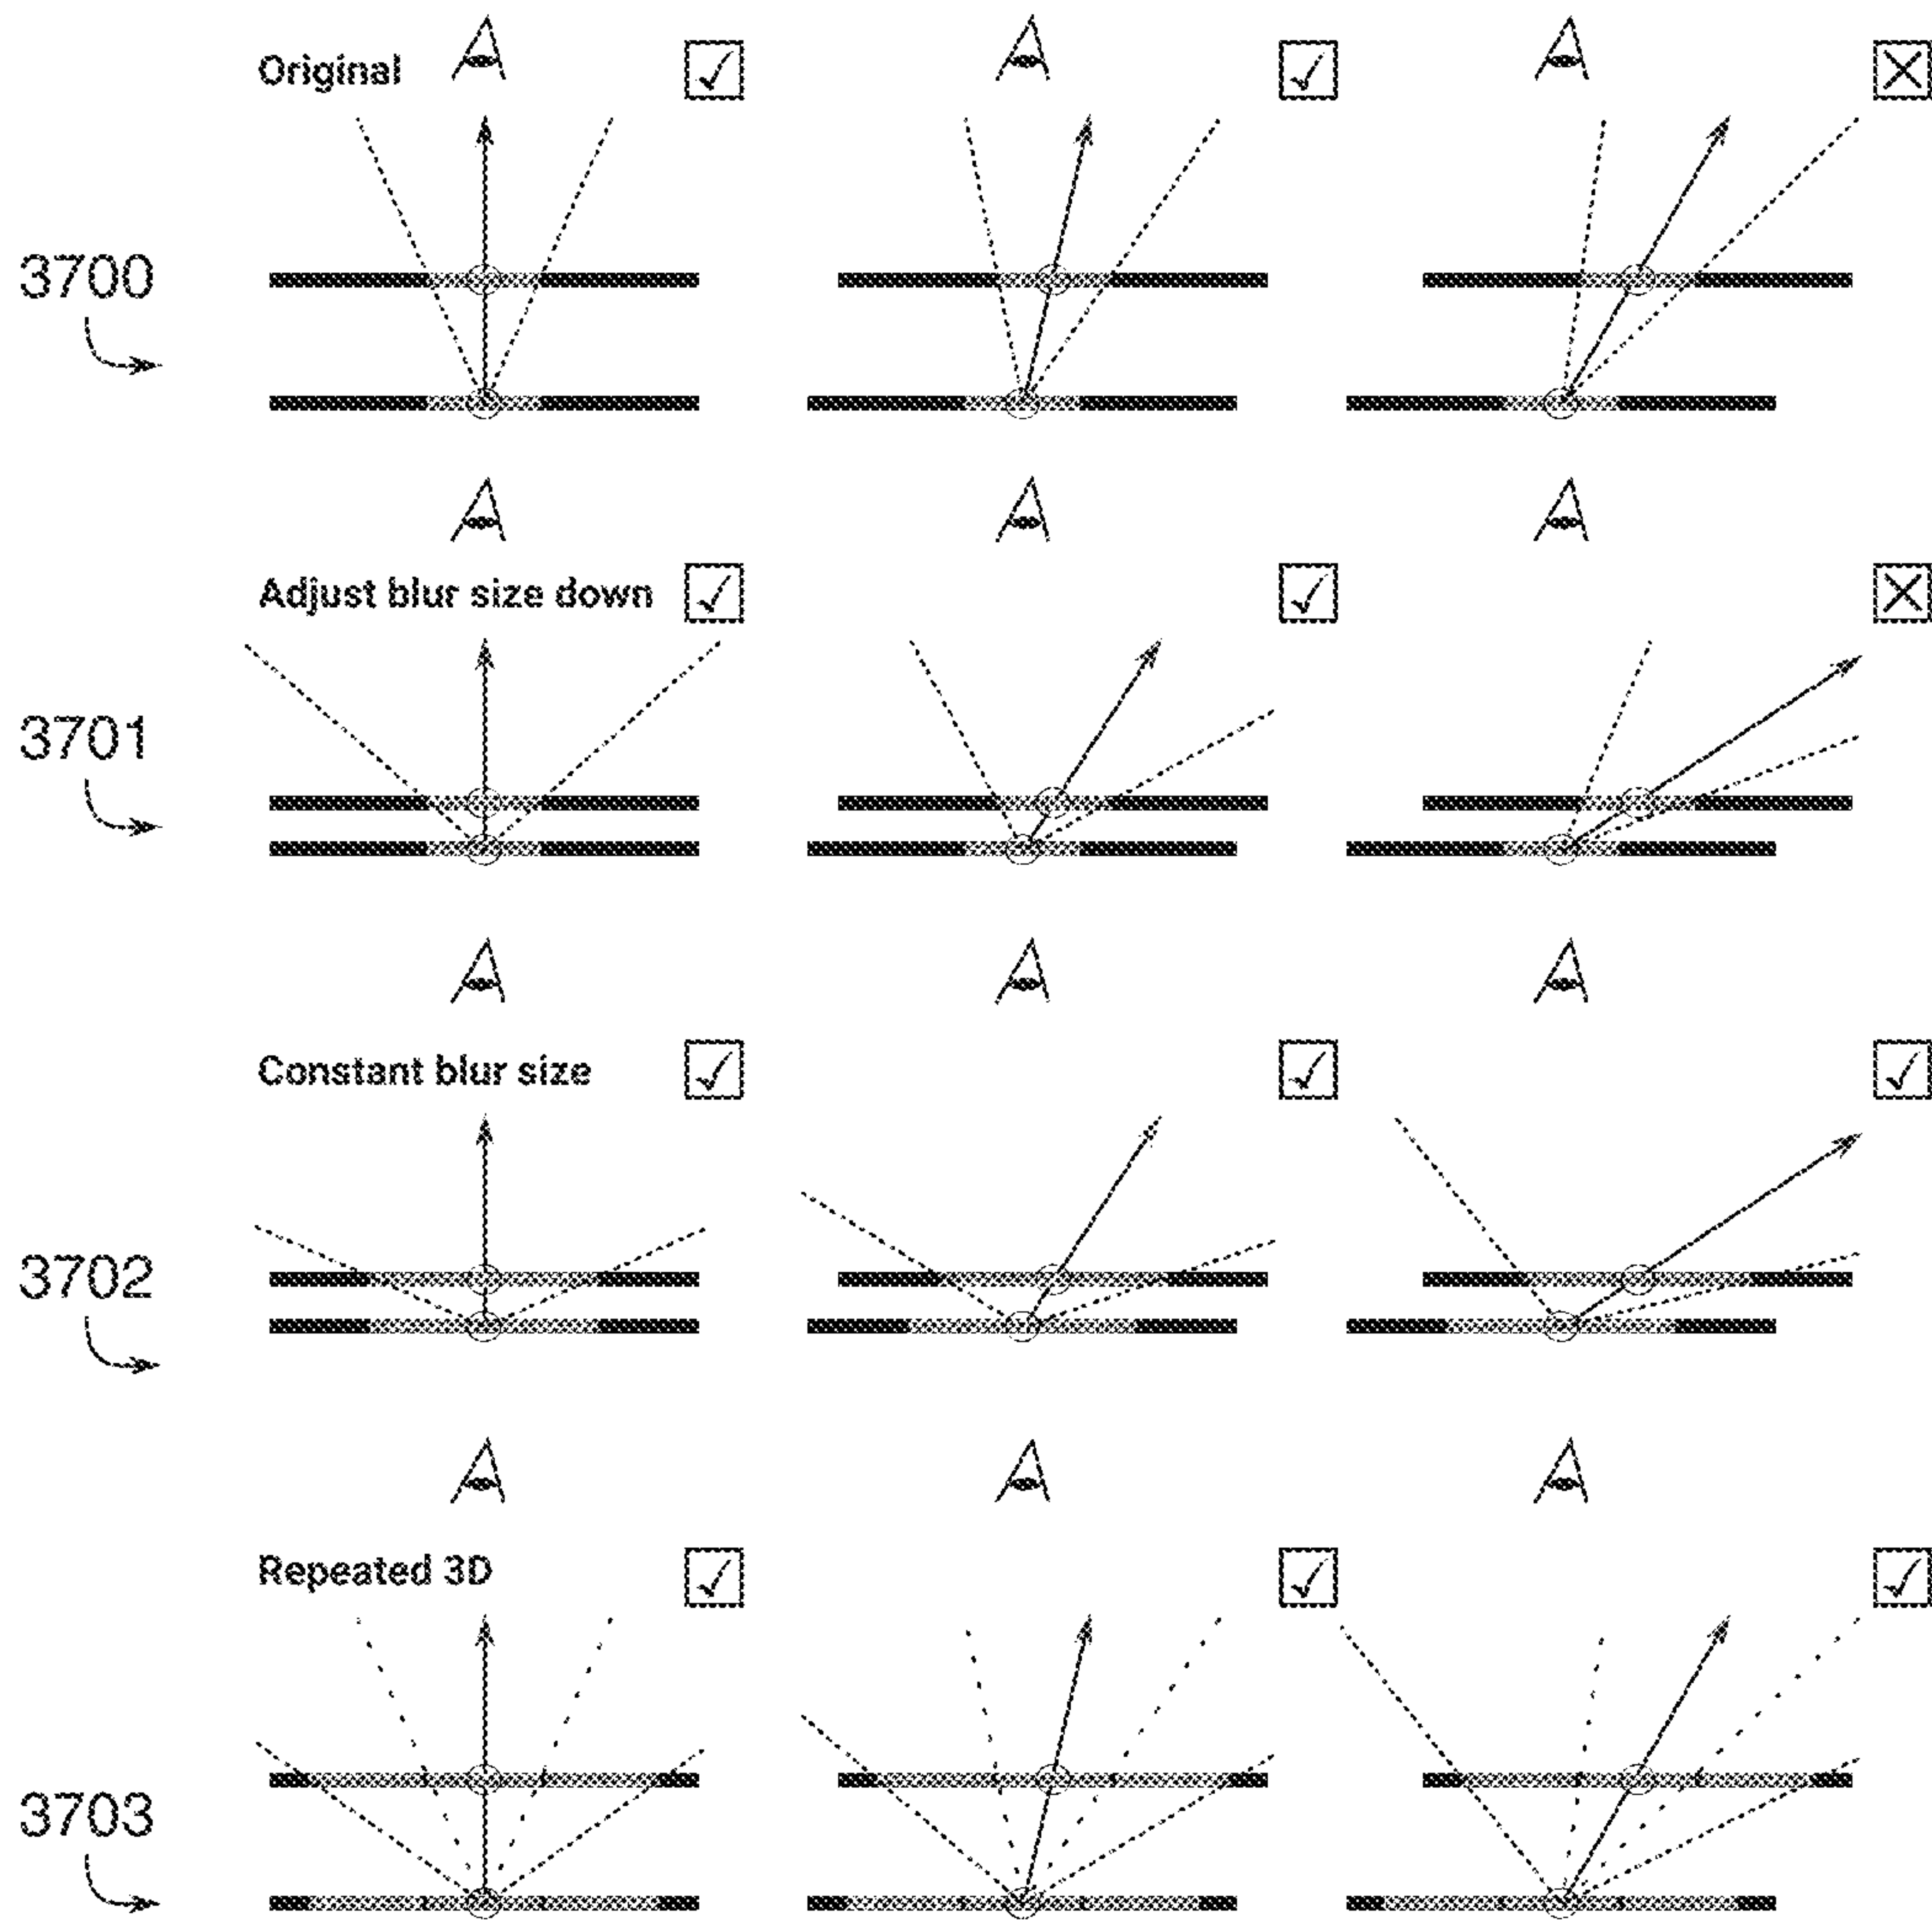 Original
3700
Adjust blur size down
3701
Constant blur size
3702
Repeated 3D
3703